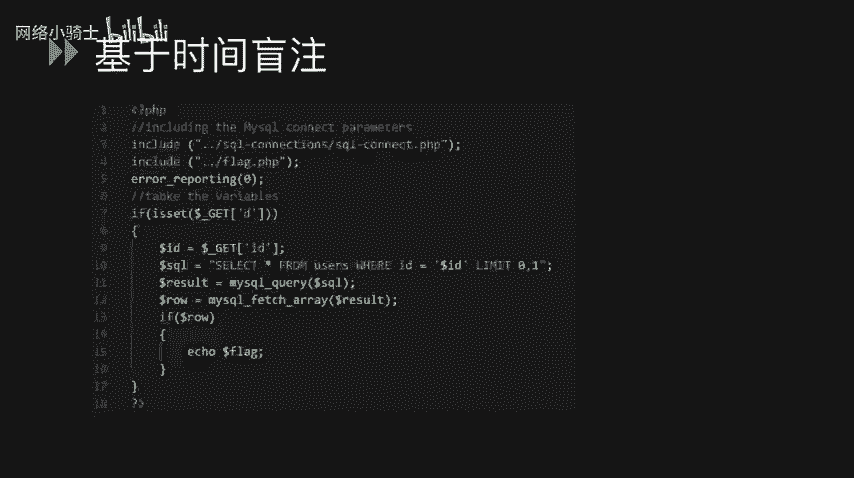 网络小骑士 bilibili
基于时间盲注
1 <?php
2 //including the Mysql connect parameters
3 include ("../sql-connections/sql-connect.php");
4 include ("../flag.php");
5 error_reporting(0);
6 //take the variables
7 if(isset($_GET['d']))
8 {
9 $id = $_GET['id'];
10 $sql = "SELECT * FROM users WHERE id = '$id' LIMIT 0,1";
11 $result = mysql_query($sql);
12 $row = mysql_fetch_array($result);
13 if($row)
14 {
15 echo $flag;
16 }
17 }
18 ?>